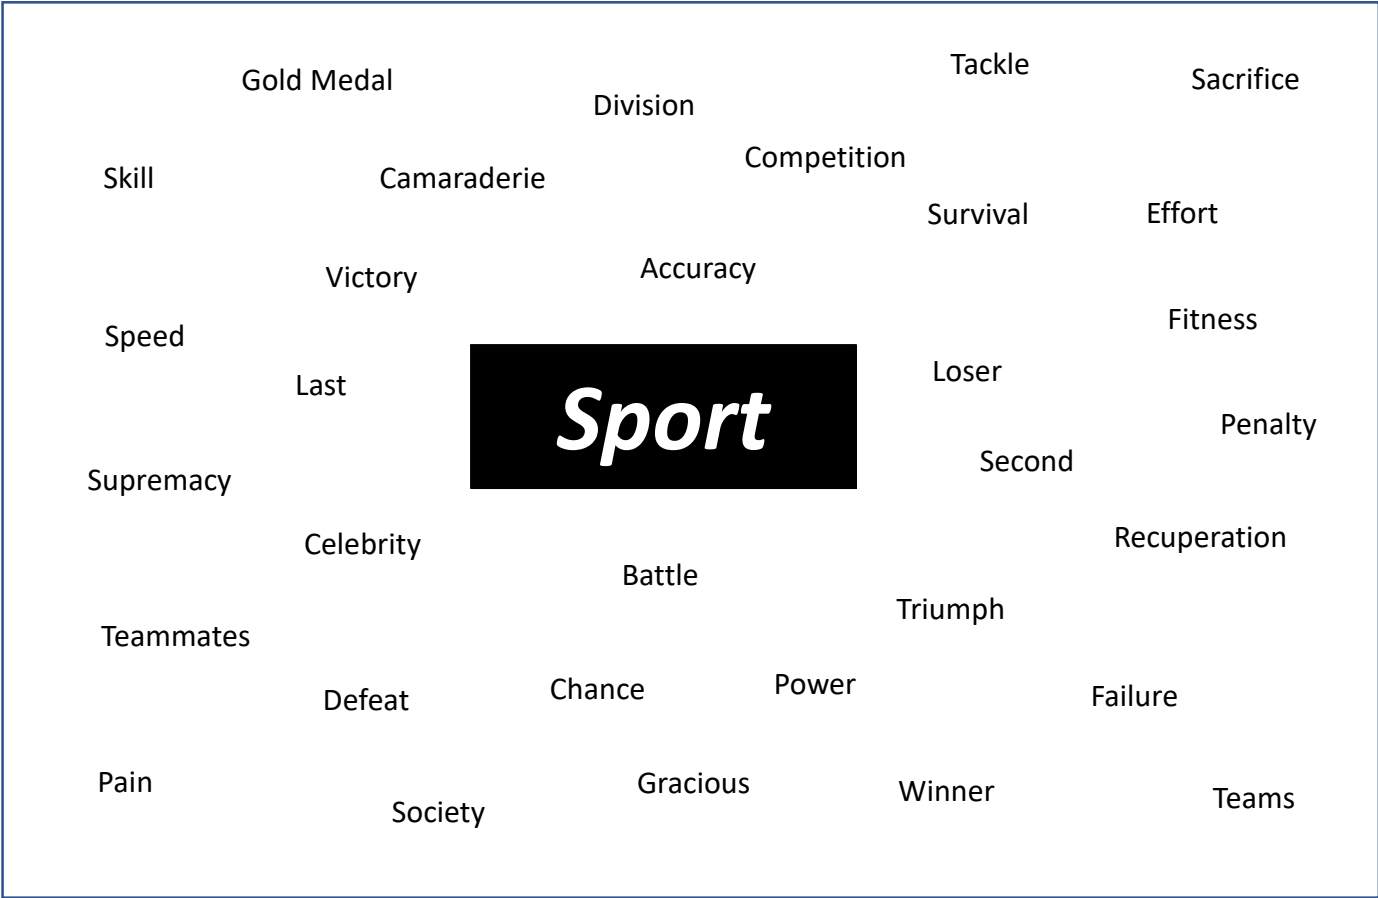 Tackle
Gold Medal
Sacrifice
Division
Competition
Skill
Camaraderie
Survival
Effort
Accuracy
Victory
Fitness
Speed
Loser
Last
Sport
Penalty
Second
Supremacy
Recuperation
Celebrity
Battle
Triumph
Teammates
Power
Chance
Failure
Defeat
Pain
Gracious
Winner
Teams
Society